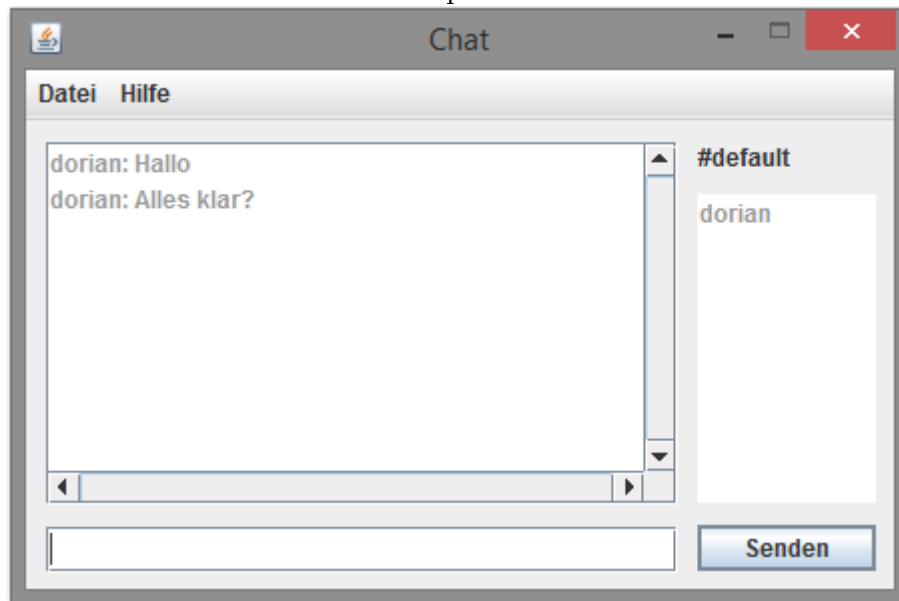 Chat
Datei Hilfe
dorian: Hallo
dorian: Alles klar?
#default
dorian
Senden